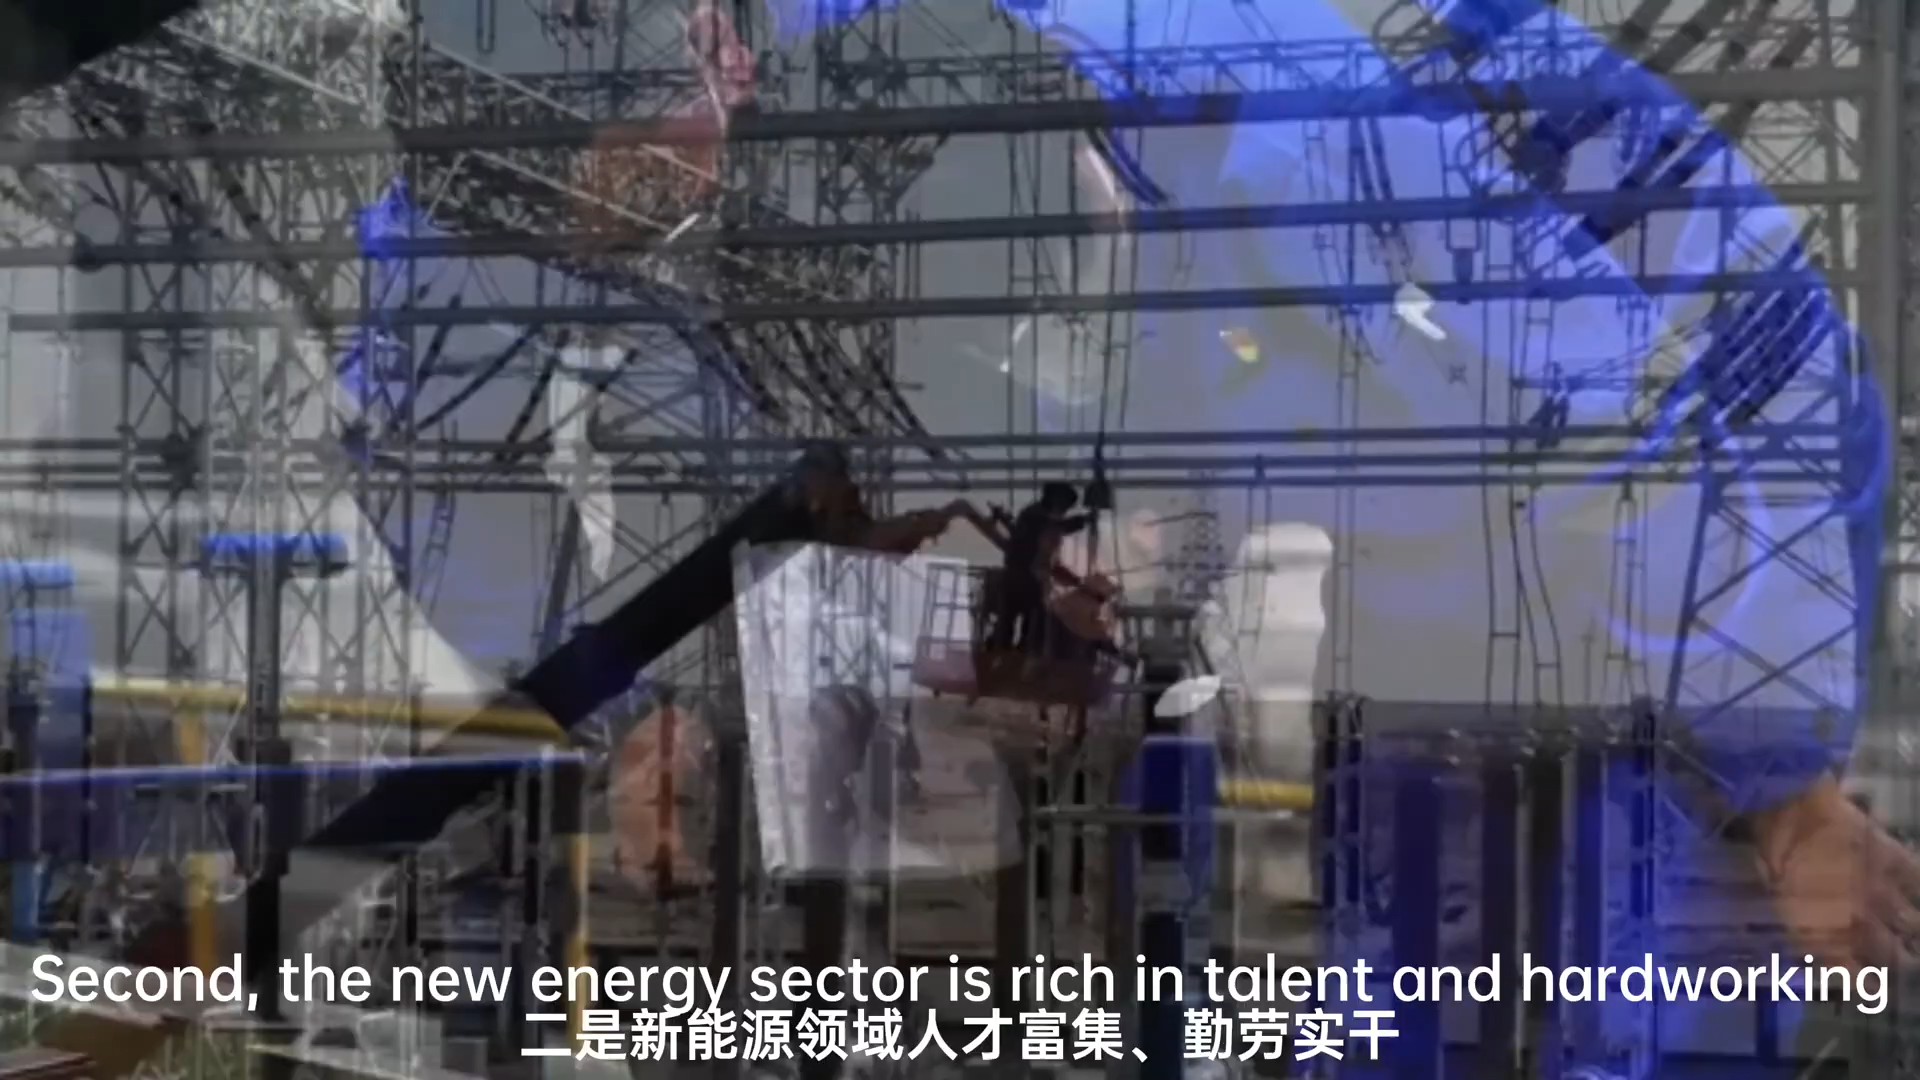 Second, the new energy sector is rich in talent and hardworking
二是新能源领域人才富集、勤劳实干